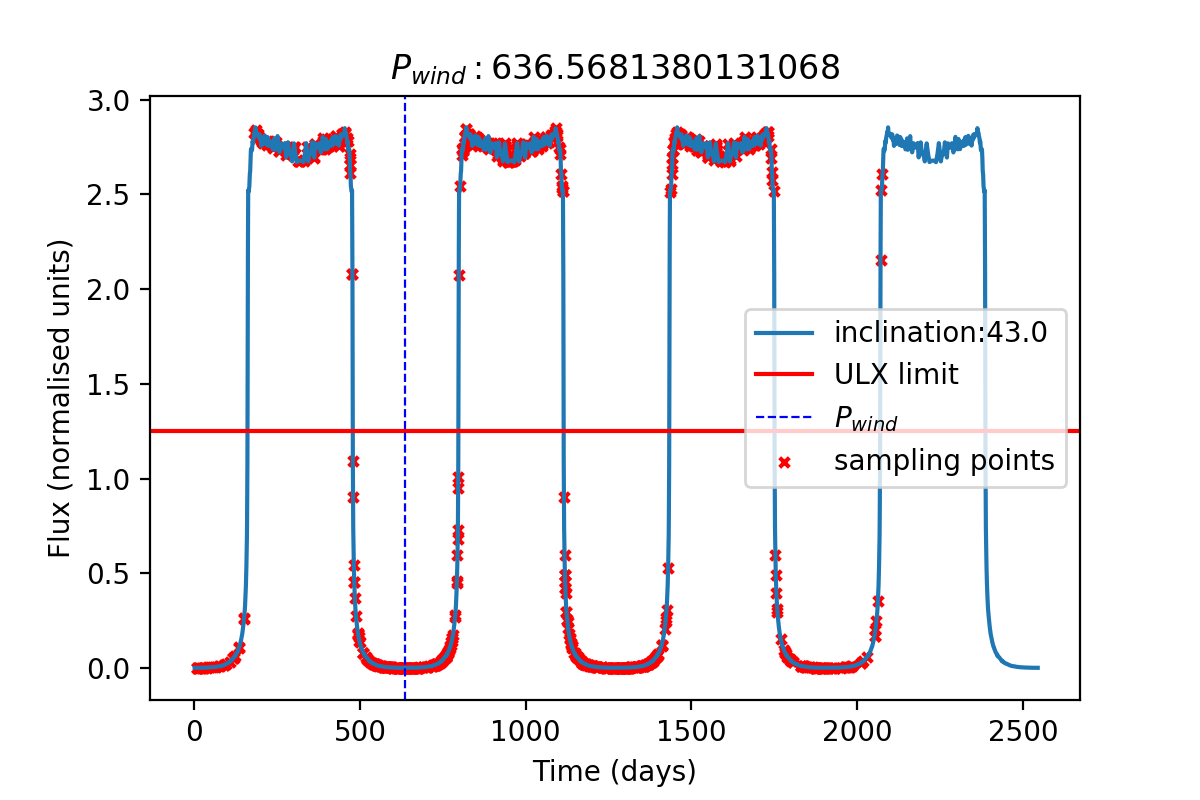 P_wind : 636.5681380131068
3.0
2.5
2.0
1.5
1.0
0.5
0.0
Flux (normalised units)
inclination:43.0
ULX limit
P_wind
sampling points
0 500 1000 1500 2000 2500
Time (days)